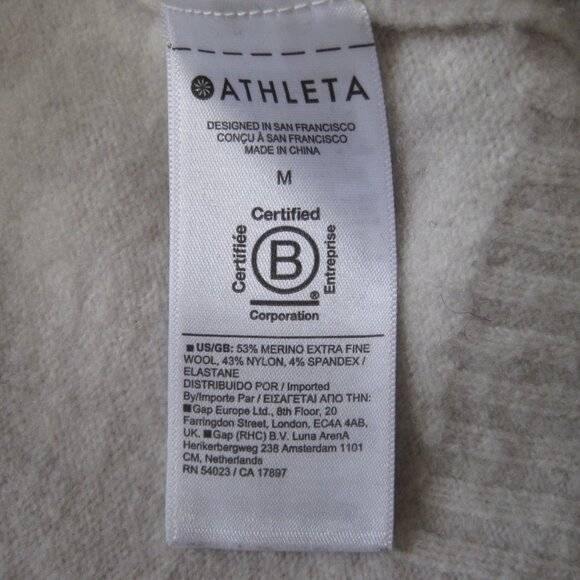 ATHLETA
DESIGNED IN SAN FRANCISCO
CONÇU À SAN FRANCISCO
MADE IN CHINA
M
Certified
Certifiée
B
Entreprise
®
Corporation
■ US/GB: 53% MERINO EXTRA FINE
WOOL, 43% NYLON, 4% SPANDEX /
ELASTANE
DISTRIBUIDO POR / Imported
By/Importe Par / ΕΙΣΑΓΕΤΑΙ ΑΠΟ ΤΗΝ:
■Gap Europe Ltd., 8th Floor, 20
Farringdon Street, London, EC4A 4AB,
UK. ■Gap (RHC) B.V. Luna ArenA
Herikerbergweg 238 Amsterdam 1101
CM, Netherlands
RN 54023 / CA 17897